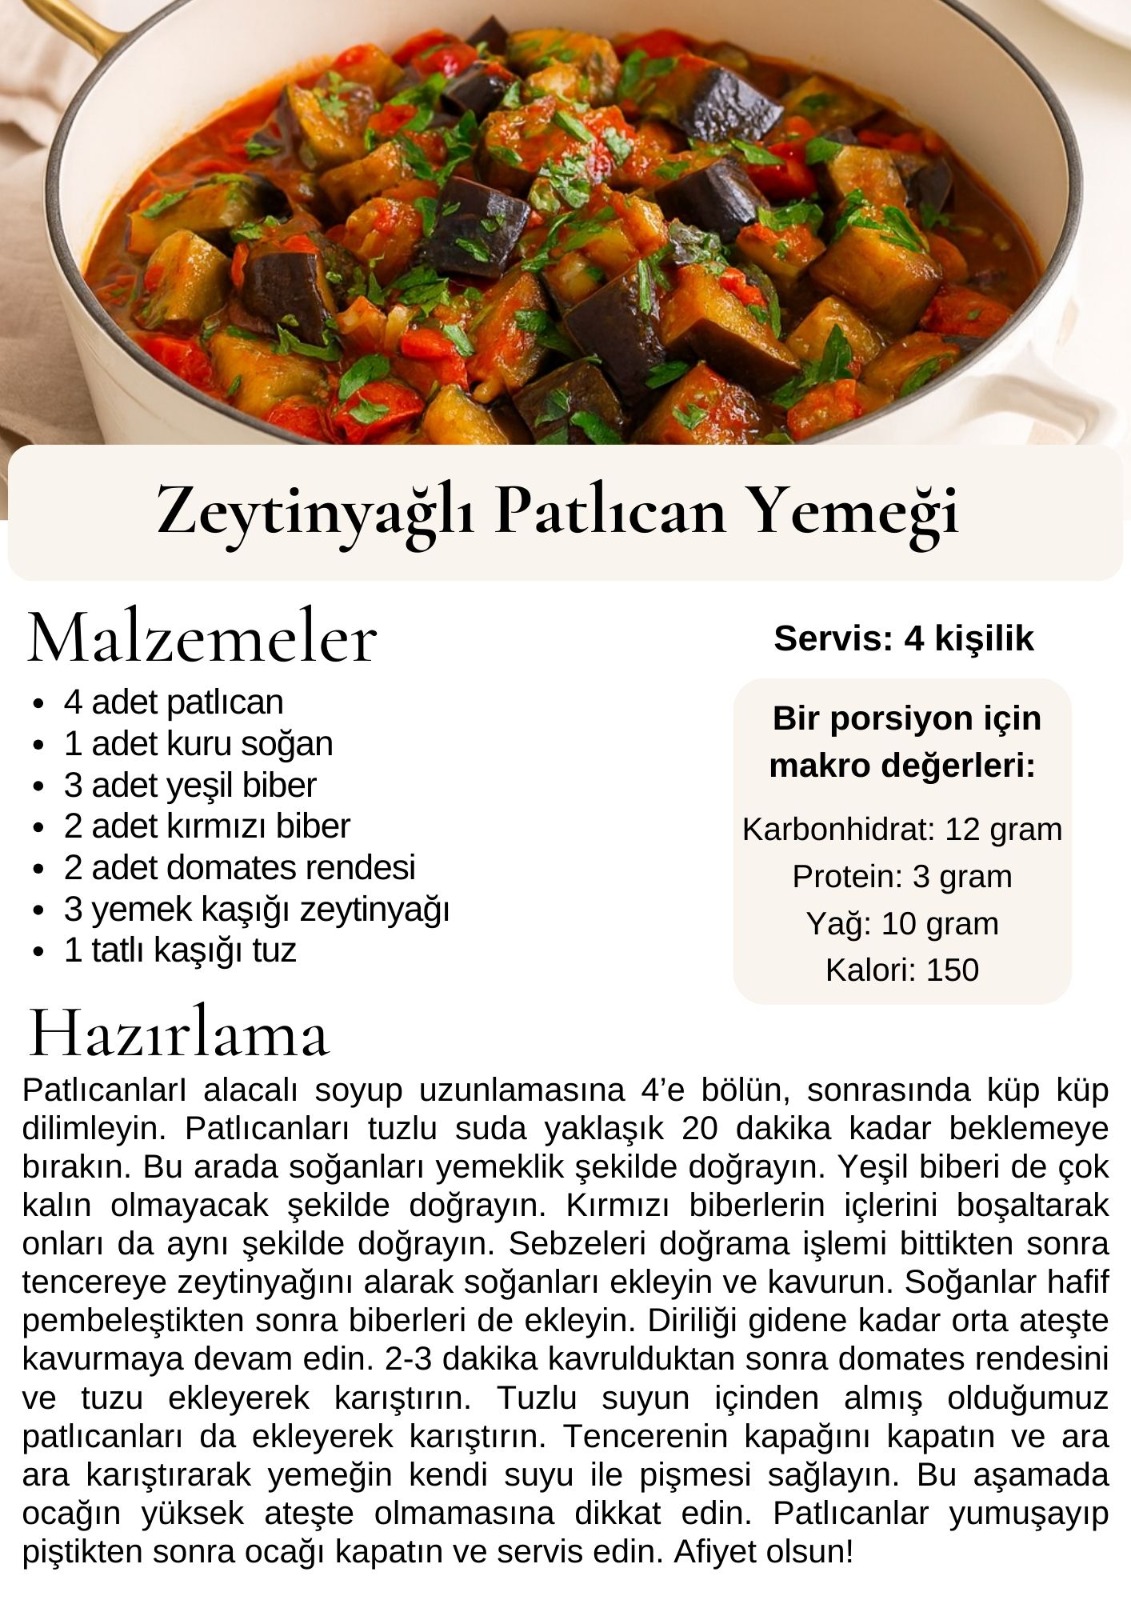 Zeytinyağlı Patlıcan Yemeği
Malzemeler
• 4 adet patlıcan
• 1 adet kuru soğan
• 3 adet yeşil biber
• 2 adet kırmızı biber
• 2 adet domates rendesi
• 3 yemek kaşığı zeytinyağı
• 1 tatlı kaşığı tuz
Servis: 4 kişilik
Bir porsiyon için
makro değerleri:
Karbonhidrat: 12 gram
Protein: 3 gram
Yağ: 10 gram
Kalori: 150
Hazırlama
PatlıcanlarI alacalı soyup uzunlamasına 4’e bölün, sonrasında küp küp
dilimleyin. Patlıcanları tuzlu suda yaklaşık 20 dakika kadar beklemeye
bırakın. Bu arada soğanları yemeklik şekilde doğrayın. Yeşil biberi de çok
kalın olmayacak şekilde doğrayın. Kırmızı biberlerin içlerini boşaltarak
onları da aynı şekilde doğrayın. Sebzeleri doğrama işlemi bittikten sonra
tencereye zeytinyağını alarak soğanları ekleyin ve kavurun. Soğanlar hafif
pembeleştikten sonra biberleri de ekleyin. Diriliği gidene kadar orta ateşte
kavurmaya devam edin. 2-3 dakika kavrulduktan sonra domates rendesini
ve tuzu ekleyerek karıştırın. Tuzlu suyun içinden almış olduğumuz
patlıcanları da ekleyerek karıştırın. Tencerenin kapağını kapatın ve ara
ara karıştırarak yemeğin kendi suyu ile pişmesi sağlayın. Bu aşamada
ocağın yüksek ateşte olmamasına dikkat edin. Patlıcanlar yumuşayıp
piştikten sonra ocağı kapatın ve servis edin. Afiyet olsun!